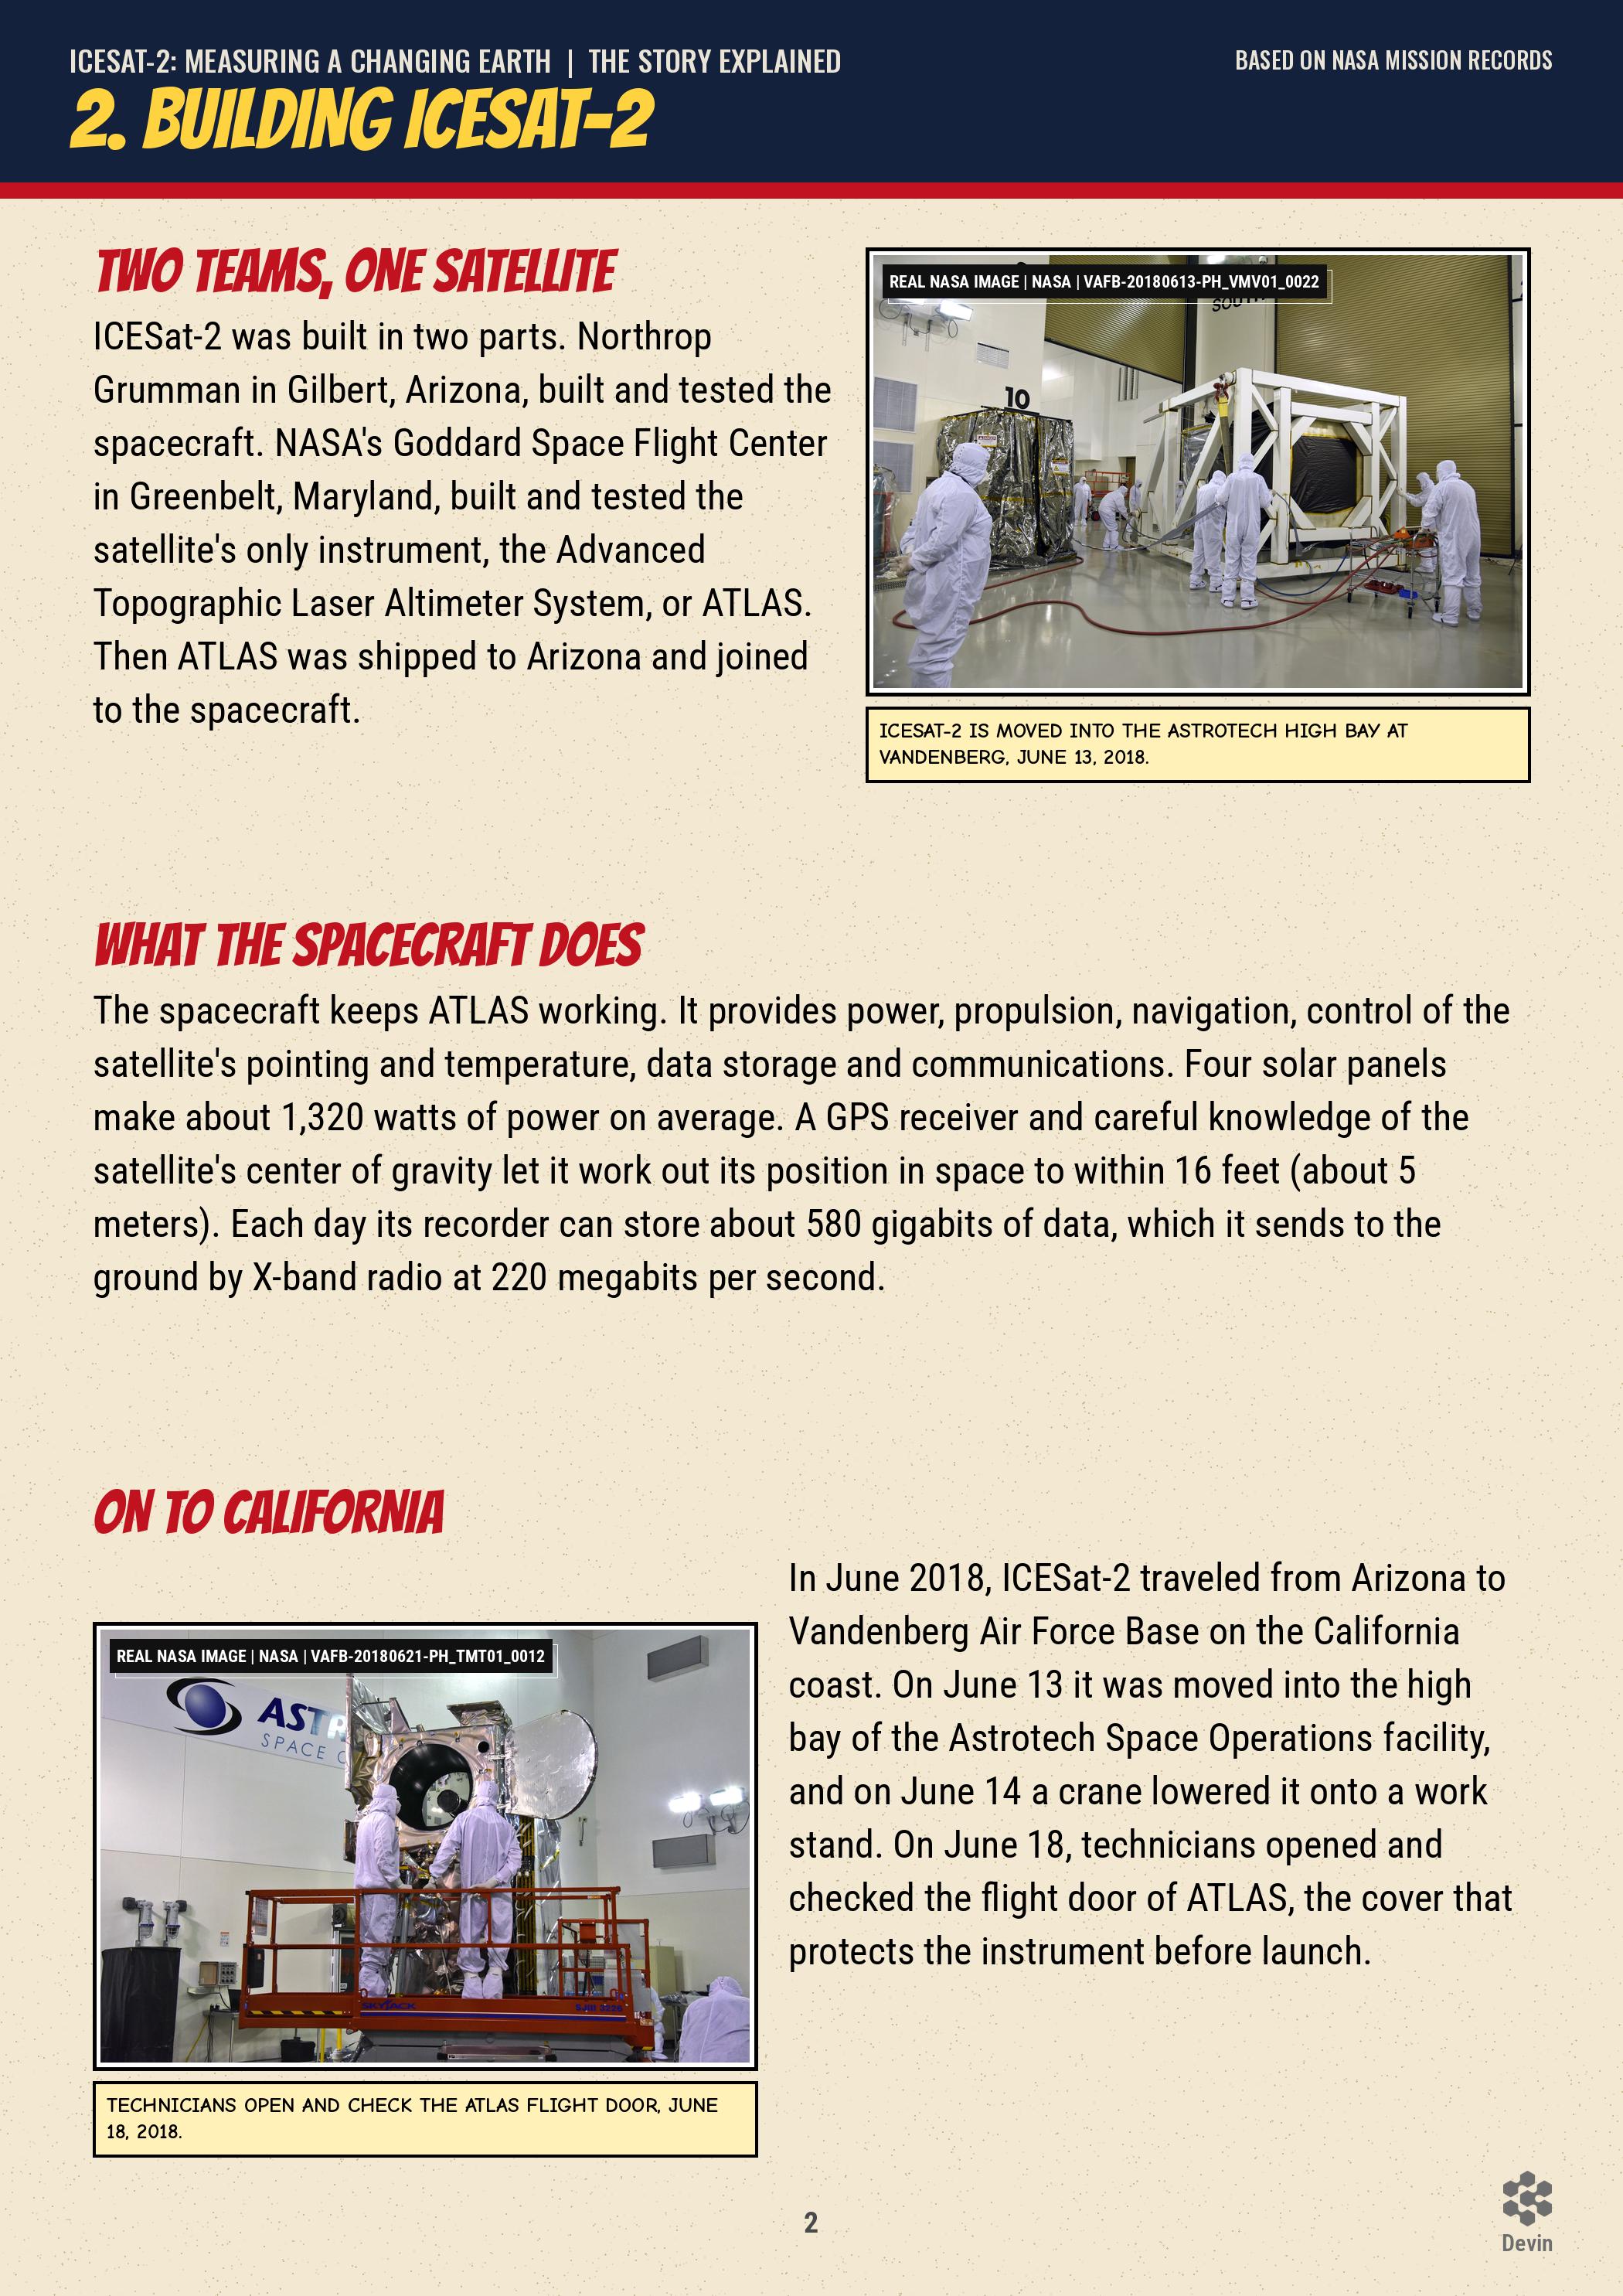 ICESAT-2: MEASURING A CHANGING EARTH | THE STORY EXPLAINED
BASED ON NASA MISSION RECORDS
2. BUILDING ICESAT-2
TWO TEAMS, ONE SATELLITE
ICESat-2 was built in two parts. Northrop
Grumman in Gilbert, Arizona, built and tested the
spacecraft. NASA's Goddard Space Flight Center
in Greenbelt, Maryland, built and tested the
satellite's only instrument, the Advanced
Topographic Laser Altimeter System, or ATLAS.
Then ATLAS was shipped to Arizona and joined
to the spacecraft.
REAL NASA IMAGE | NASA | VAFB-20180613-PH_VMV01_0022
SOUTH
10
ICESAT-2 IS MOVED INTO THE ASTROTECH HIGH BAY AT
VANDENBERG, JUNE 13, 2018.
WHAT THE SPACECRAFT DOES
The spacecraft keeps ATLAS working. It provides power, propulsion, navigation, control of the
satellite's pointing and temperature, data storage and communications. Four solar panels
make about 1,320 watts of power on average. A GPS receiver and careful knowledge of the
satellite's center of gravity let it work out its position in space to within 16 feet (about 5
meters). Each day its recorder can store about 580 gigabits of data, which it sends to the
ground by X-band radio at 220 megabits per second.
ON TO CALIFORNIA
REAL NASA IMAGE | NASA | VAFB-20180621-PH_TMT01_0012
ASTR
SPACE
SKYJACK
SJIII 3226
TECHNICIANS OPEN AND CHECK THE ATLAS FLIGHT DOOR, JUNE
18, 2018.
In June 2018, ICESat-2 traveled from Arizona to
Vandenberg Air Force Base on the California
coast. On June 13 it was moved into the high
bay of the Astrotech Space Operations facility,
and on June 14 a crane lowered it onto a work
stand. On June 18, technicians opened and
checked the flight door of ATLAS, the cover that
protects the instrument before launch.
2
Devin